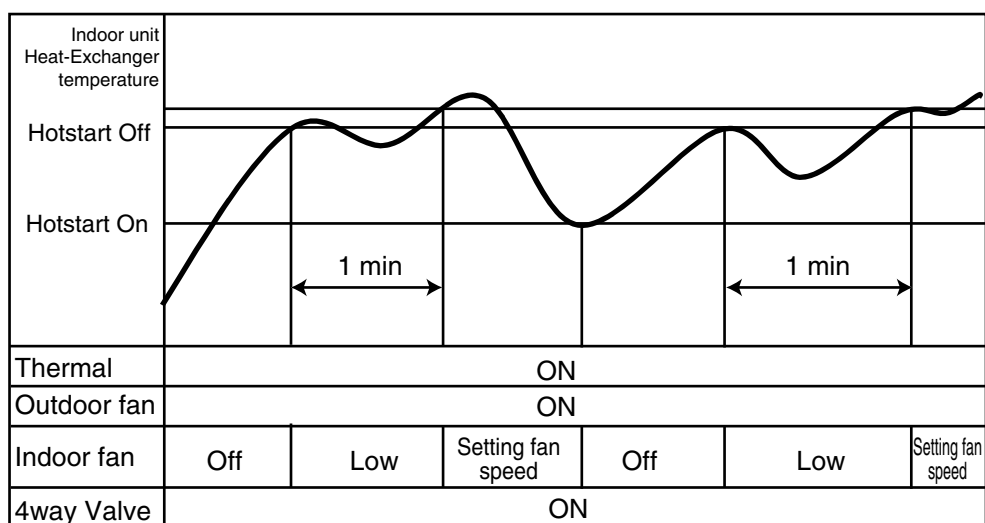 Indoor unit
Heat-Exchanger
temperature
Hotstart Off
Hotstart On
1 min
1 min
Thermal
ON
Outdoor fan
ON
Indoor fan
Off
Low
Setting fan
speed
Off
Low
Setting fan
speed
4way Valve
ON